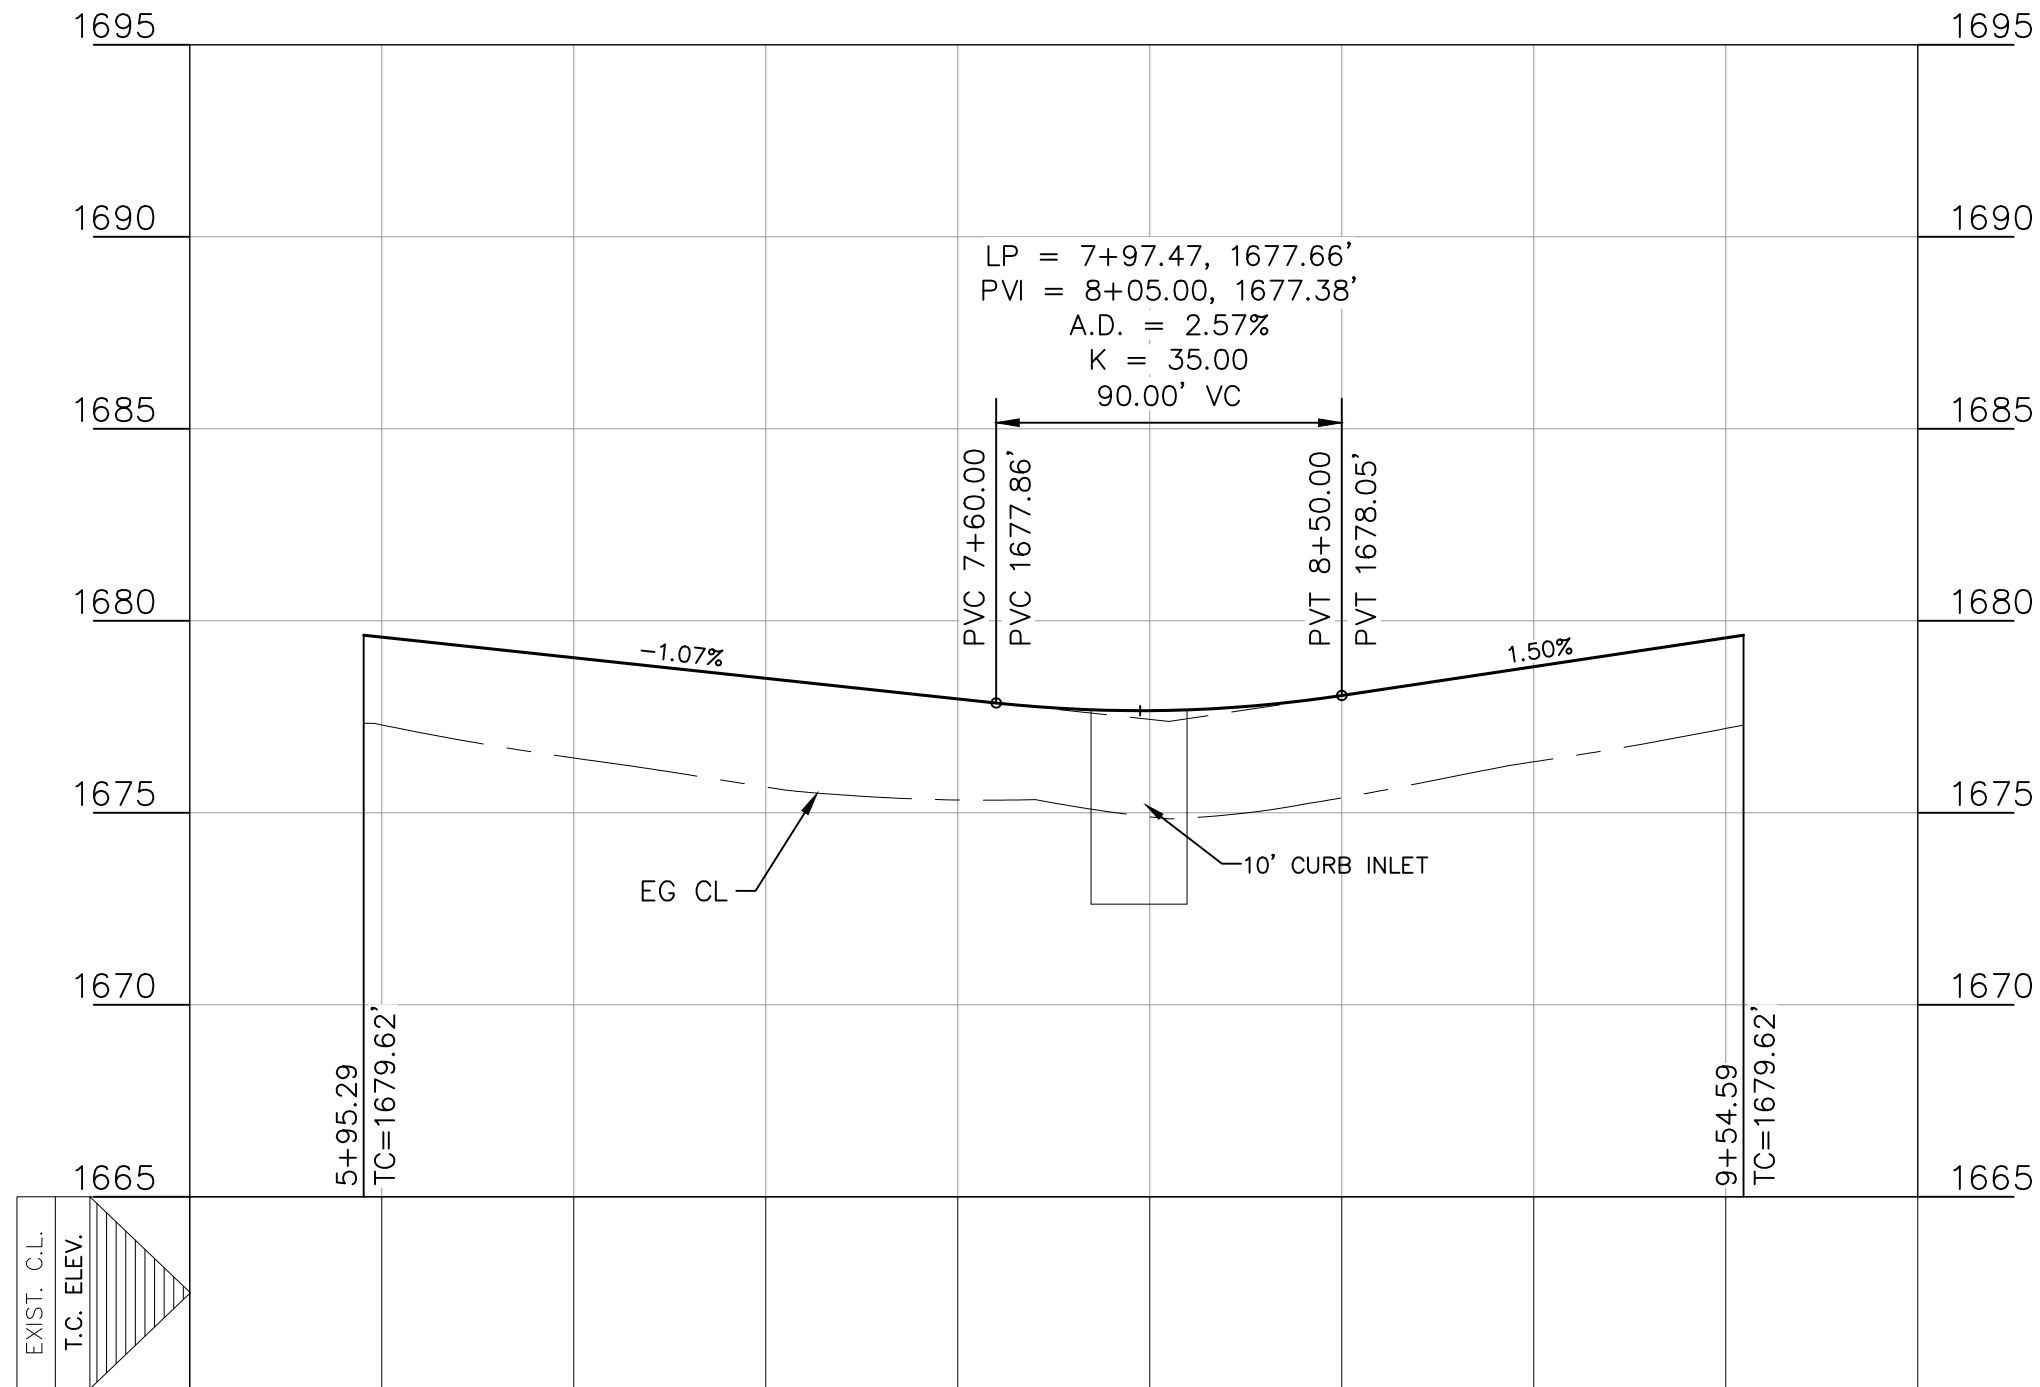 1695
1695
1690
1690
LP = 7+97.47, 1677.66'
PVI = 8+05.00, 1677.38'
A.D. = 2.57%
K = 35.00
90.00' VC
1685
1685
PVC 7+60.00
PVC 1677.86'
PVT 8+50.00
PVT 1678.05'
1680
1680
-1.07%
1.50%
1675
1675
10' CURB INLET
EG CL
1670
1670
5+95.29
TC=1679.62'
9+54.59
TC=1679.62'
1665
1665
EXIST. C.L.
T.C. ELEV.